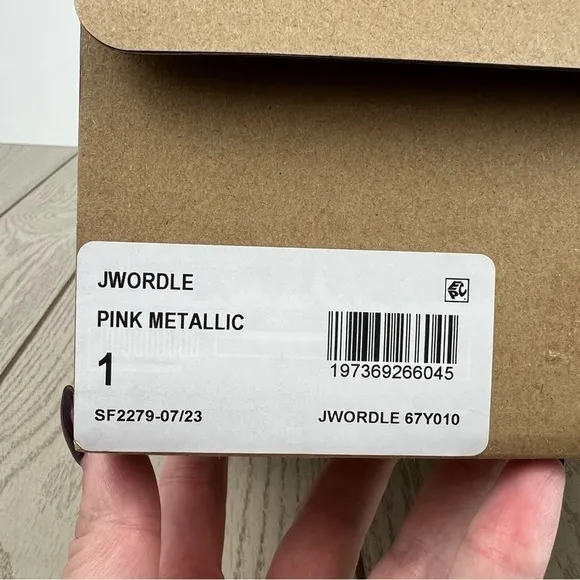 JWORDLE
PINK METALLIC
1
197369266045
SF2279-07/23
JWORDLE 67Y010